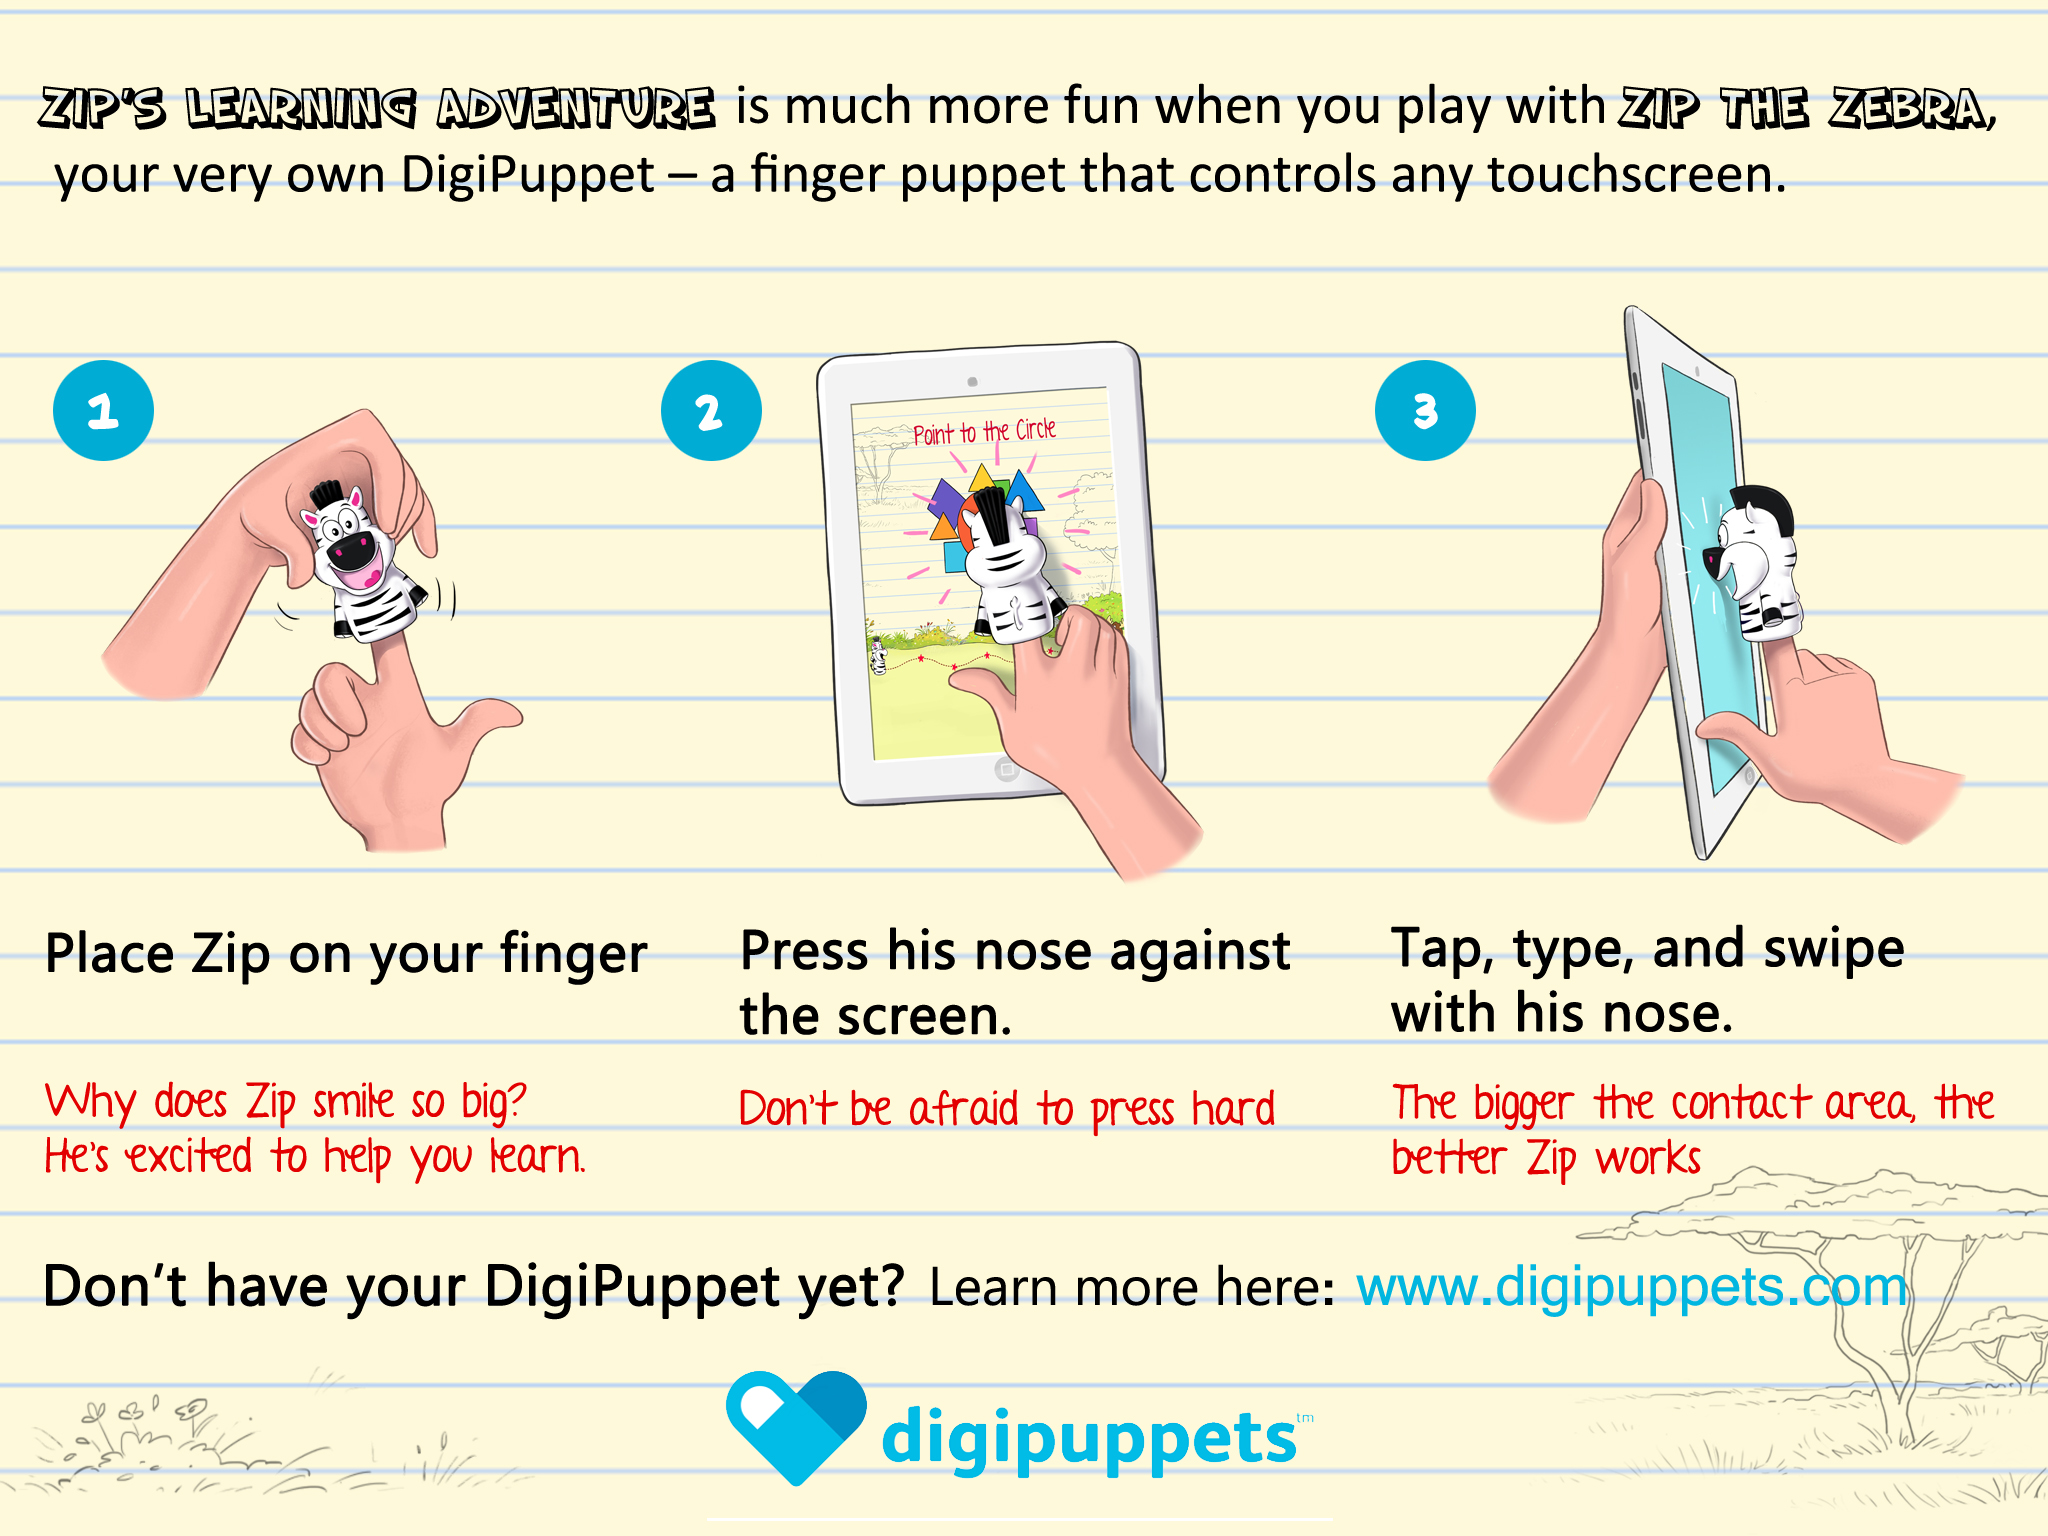 ZIP'S LEARNING ADVENTURE is much more fun when you play with ZIP THE ZEBRA,
your very own DigiPuppet – a finger puppet that controls any touchscreen.
1
2
3
Point to the Circle
Place Zip on your finger
Why does Zip smile so big?
He's excited to help you learn.
Press his nose against
the screen.
Don't be afraid to press hard
Tap, type, and swipe
with his nose.
The bigger the contact area, the
better Zip works
Don't have your DigiPuppet yet? Learn more here: www.digipuppets.com
digipuppets™